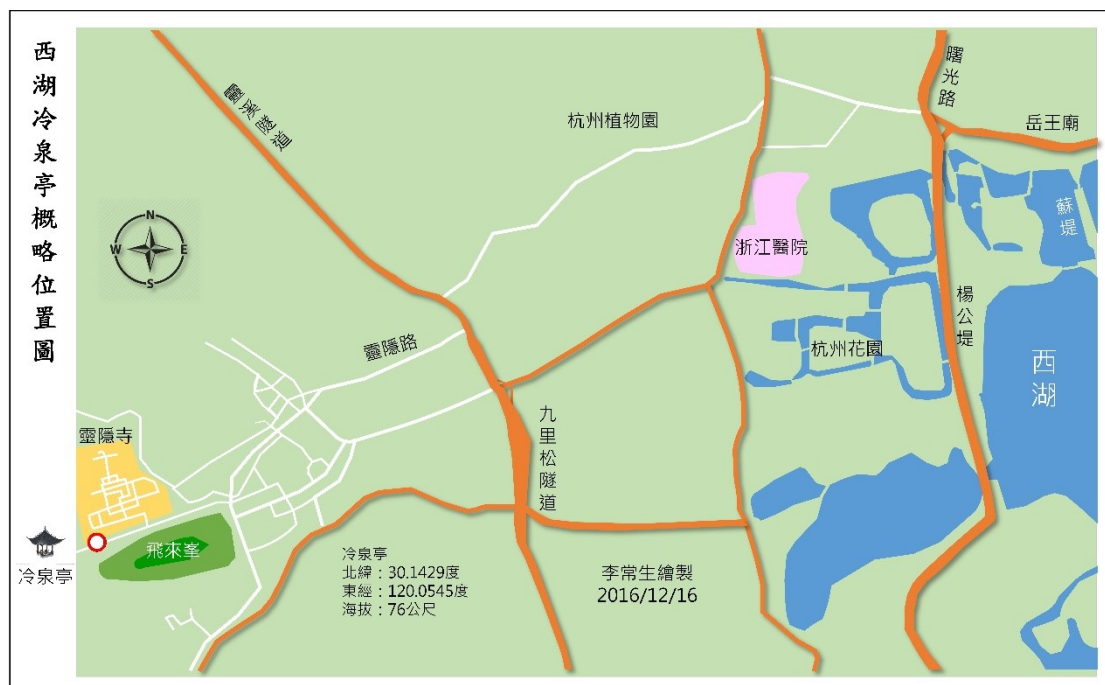 西湖冷泉亭概略位置圖
靈溪隧道
杭州植物園
曙光路
岳王廟
蘇堤
N
W E
S
浙江醫院
楊公堤
靈隱路
杭州花園
西湖
靈隱寺
九里松隧道
飛來峯
冷泉亭
冷泉亭
北緯：30.1429度
東經：120.0545度
海拔：76公尺
李常生繪製
2016/12/16